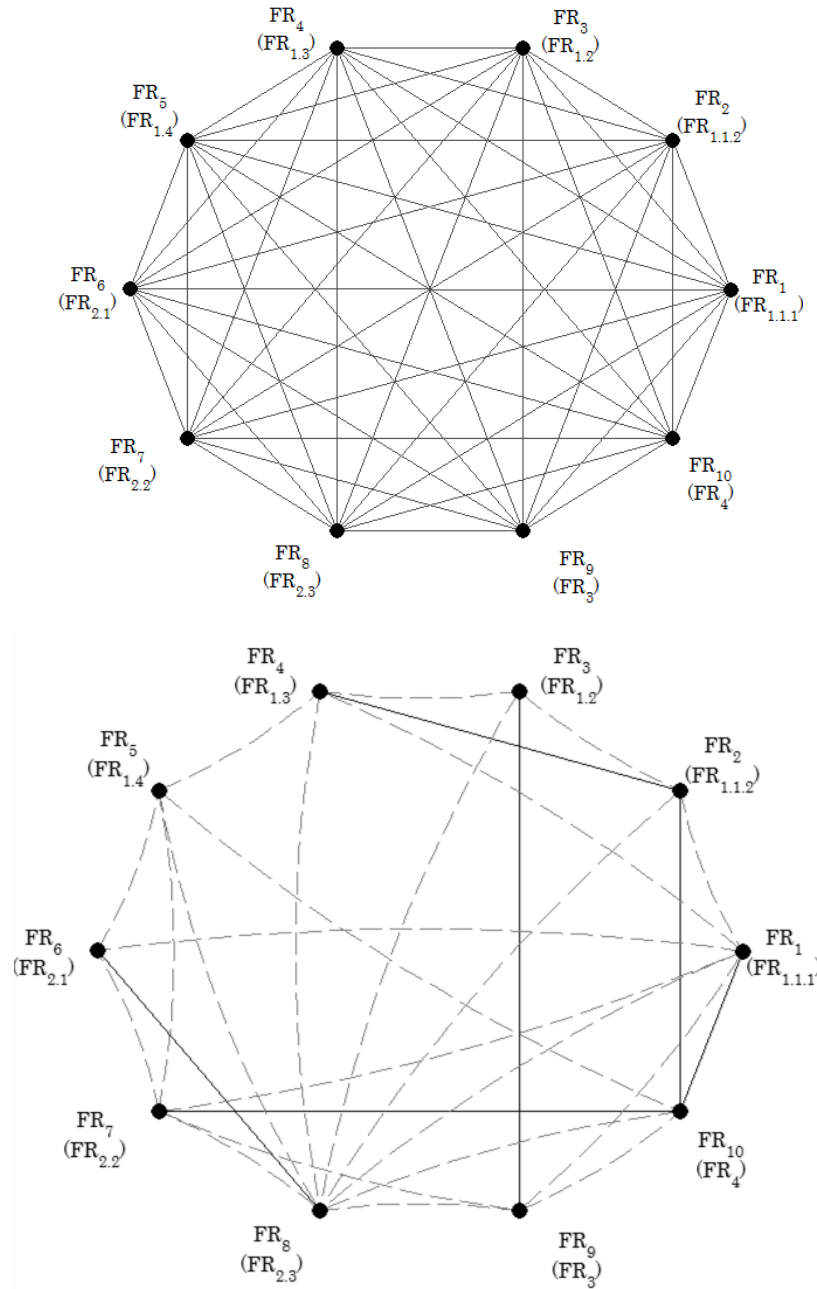 FR4
(FR1.3)
FR3
(FR1.2)
FR5
(FR1.4)
FR2
(FR1.1.2)
FR6
(FR2.1)
FR1
(FR1.1.1)
FR7
(FR2.2)
FR10
(FR4)
FR8
(FR2.3)
FR9
(FR3)
FR4
(FR1.3)
FR3
(FR1.2)
FR5
(FR1.4)
FR2
(FR1.1.2)
FR6
(FR2.1)
FR1
(FR1.1.1)
FR7
(FR2.2)
FR10
(FR4)
FR8
(FR2.3)
FR9
(FR3)